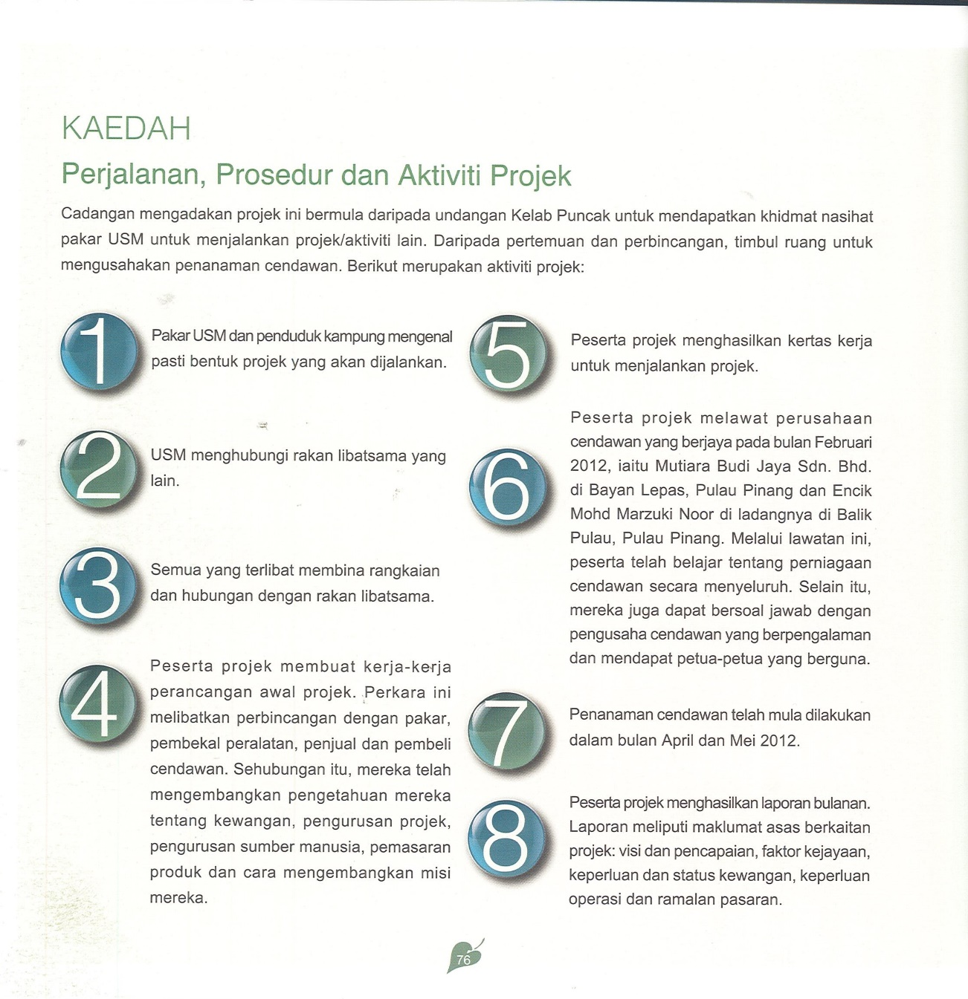 KAEDAH
Perjalanan, Prosedur dan Aktiviti Projek
Cadangan mengadakan projek ini bermula daripada undangan Kelab Puncak untuk mendapatkan khidmat nasihat
pakar USM untuk menjalankan projek/aktiviti lain. Daripada pertemuan dan perbincangan, timbul ruang untuk
mengusahakan penanaman cendawan. Berikut merupakan aktiviti projek:
1
Pakar USM dan penduduk kampung mengenal
pasti bentuk projek yang akan dijalankan.
2
USM menghubungi rakan libatsama yang
lain.
3
Semua yang terlibat membina rangkaian
dan hubungan dengan rakan libatsama.
4
Peserta projek membuat kerja-kerja
perancangan awal projek. Perkara ini
melibatkan perbincangan dengan pakar,
pembekal peralatan, penjual dan pembeli
cendawan. Sehubungan itu, mereka telah
mengembangkan pengetahuan mereka
tentang kewangan, pengurusan projek,
pengurusan sumber manusia, pemasaran
produk dan cara mengembangkan misi
mereka.
5
Peserta projek menghasilkan kertas kerja
untuk menjalankan projek.
6
Peserta projek melawat perusahaan
cendawan yang berjaya pada bulan Februari
2012, iaitu Mutiara Budi Jaya Sdn. Bhd.
di Bayan Lepas, Pulau Pinang dan Encik
Mohd Marzuki Noor di ladangnya di Balik
Pulau, Pulau Pinang. Melalui lawatan ini,
peserta telah belajar tentang perniagaan
cendawan secara menyeluruh. Selain itu,
mereka juga dapat bersoal jawab dengan
pengusaha cendawan yang berpengalaman
dan mendapat petua-petua yang berguna.
7
Penanaman cendawan telah mula dilakukan
dalam bulan April dan Mei 2012.
8
Peserta projek menghasilkan laporan bulanan.
Laporan meliputi maklumat asas berkaitan
projek: visi dan pencapaian, faktor kejayaan,
keperluan dan status kewangan, keperluan
operasi dan ramalan pasaran.
76